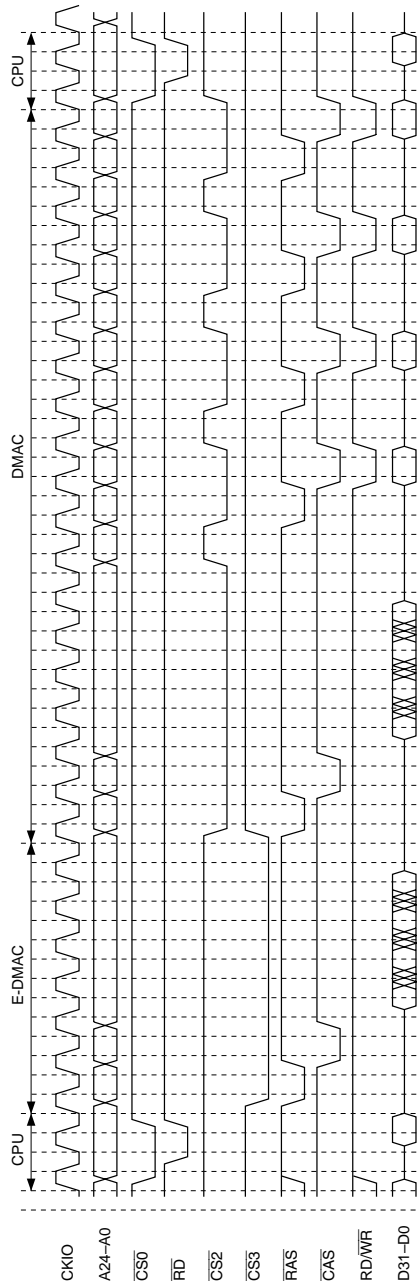 CPU
E-DMAC
DMAC
CPU
CKIO
A24–A0
CS0
RD
CS2
CS3
RAS
CAS
RD/WR
D31–D0